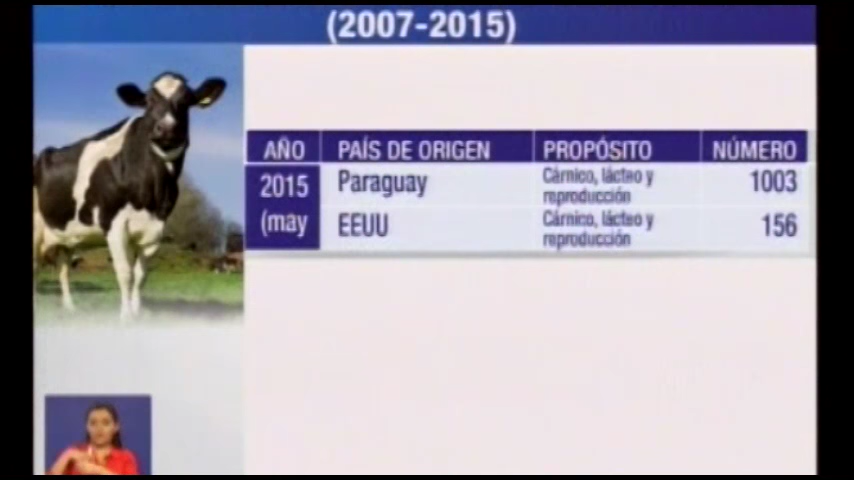 (2007-2015)
AÑO PAÍS DE ORIGEN PROPÓSITO NÚMERO
2015 Paraguay Cárnico, lácteo y reproducción 1003
(may EEUU Cárnico, lácteo y reproducción 156